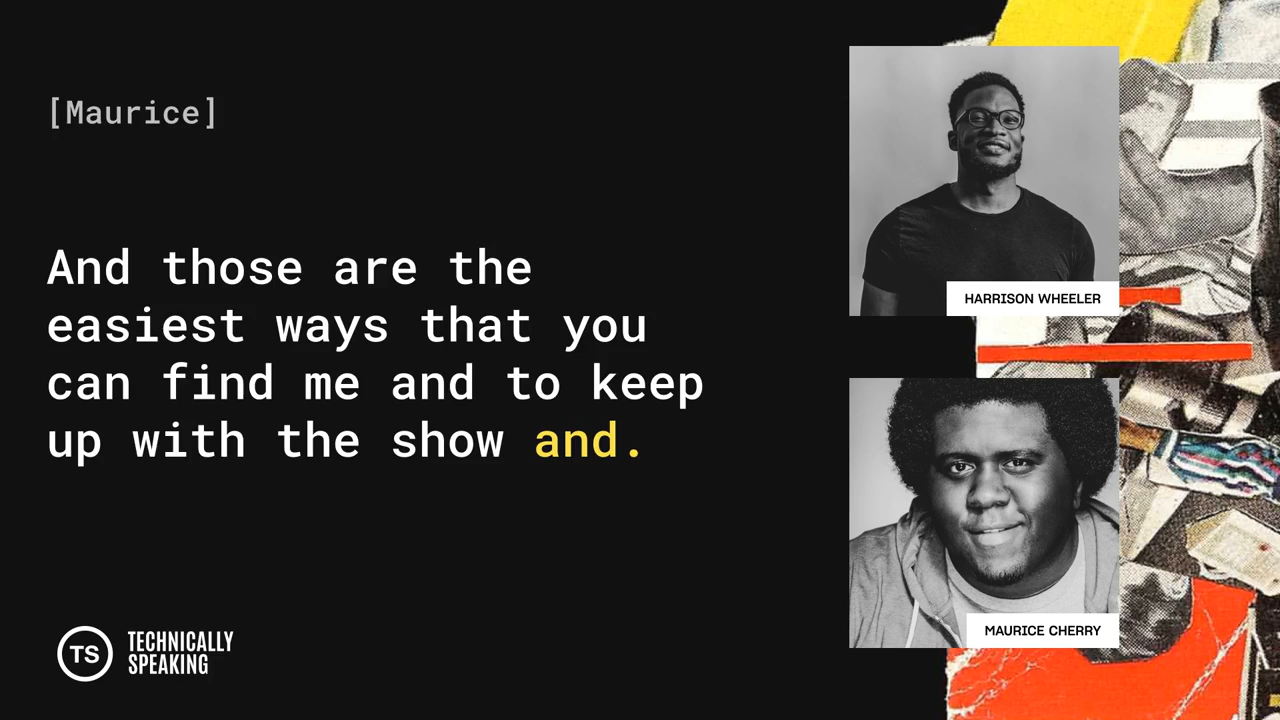 [Maurice]
And those are the
easiest ways that you
can find me and to keep
up with the show and.
HARRISON WHEELER
MAURICE CHERRY
TS
TECHNICALLY
SPEAKING